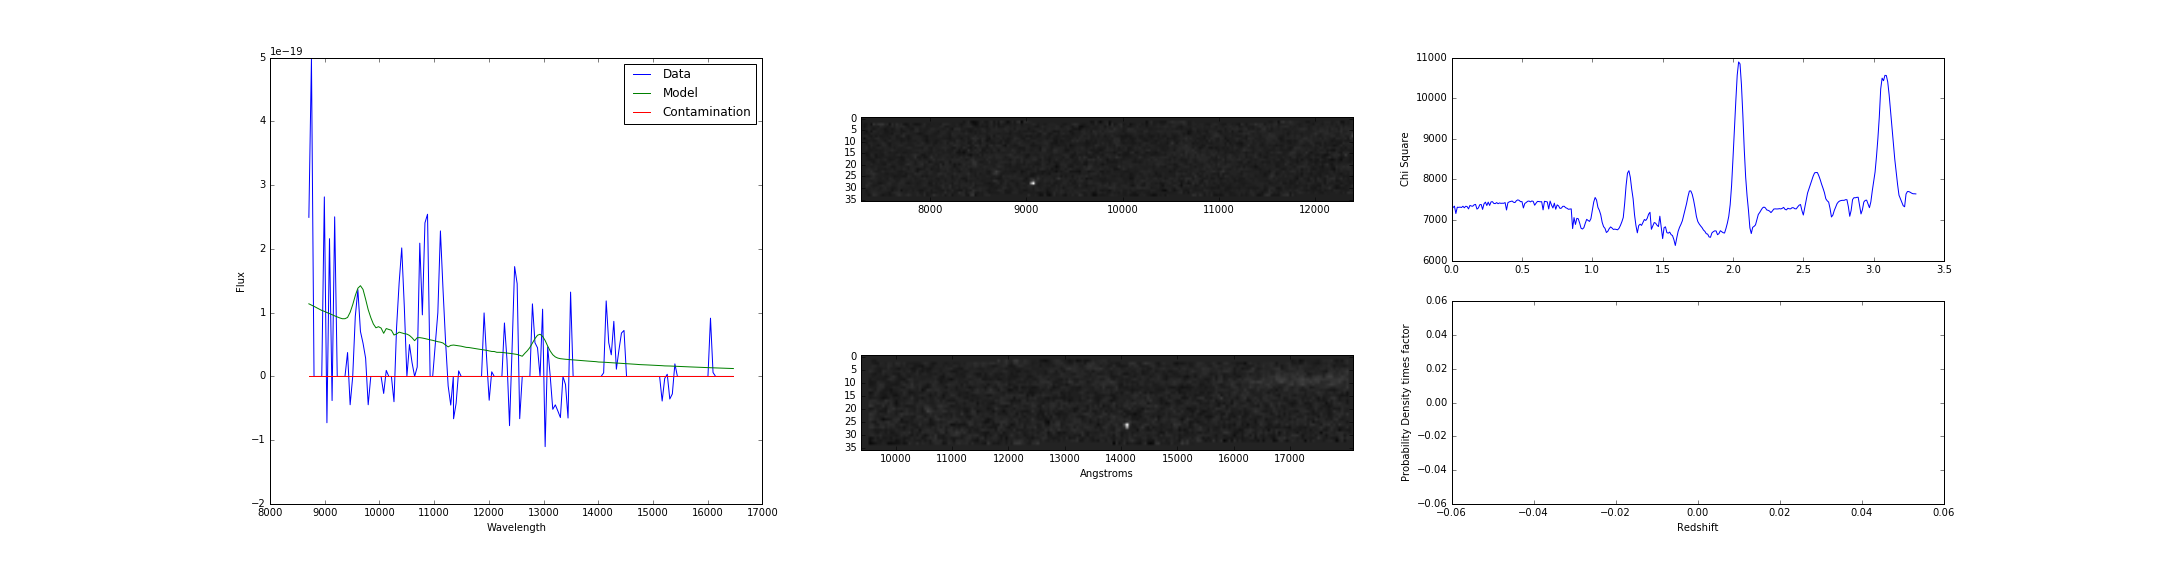 1e−19
5
4
3
2
1
0
−1
−2
Flux
8000 9000 10000 11000 12000 13000 14000 15000 16000 17000
Wavelength
Data
Model
Contamination
0
5
10
15
20
25
30
35
8000 9000 10000 11000 12000
0
5
10
15
20
25
30
35
10000 11000 12000 13000 14000 15000 16000 17000
Angstroms
11000
10000
9000
8000
7000
6000
Chi Square
0.0 0.5 1.0 1.5 2.0 2.5 3.0 3.5
0.06
0.04
0.02
0.00
−0.02
−0.04
−0.06
Probability Density times factor
−0.06 −0.04 −0.02 0.00 0.02 0.04 0.06
Redshift